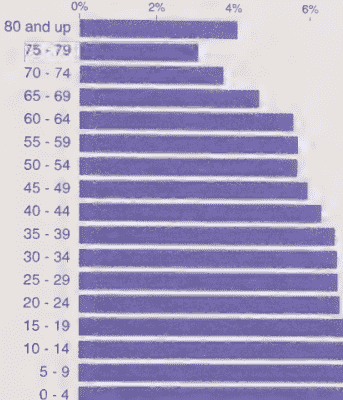 0% 2% 4% 6%
80 and up
75 - 79
70 - 74
65 - 69
60 - 64
55 - 59
50 - 54
45 - 49
40 - 44
35 - 39
30 - 34
25 - 29
20 - 24
15 - 19
10 - 14
5 - 9
0 - 4